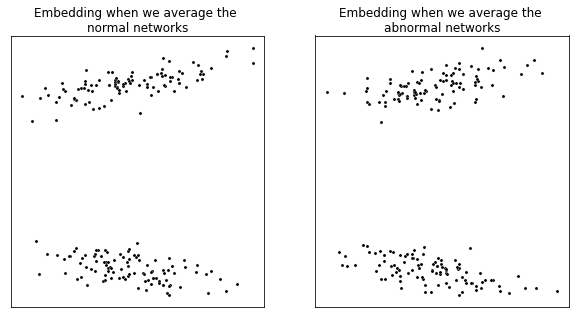 Embedding when we average the
normal networks
Embedding when we average the
abnormal networks